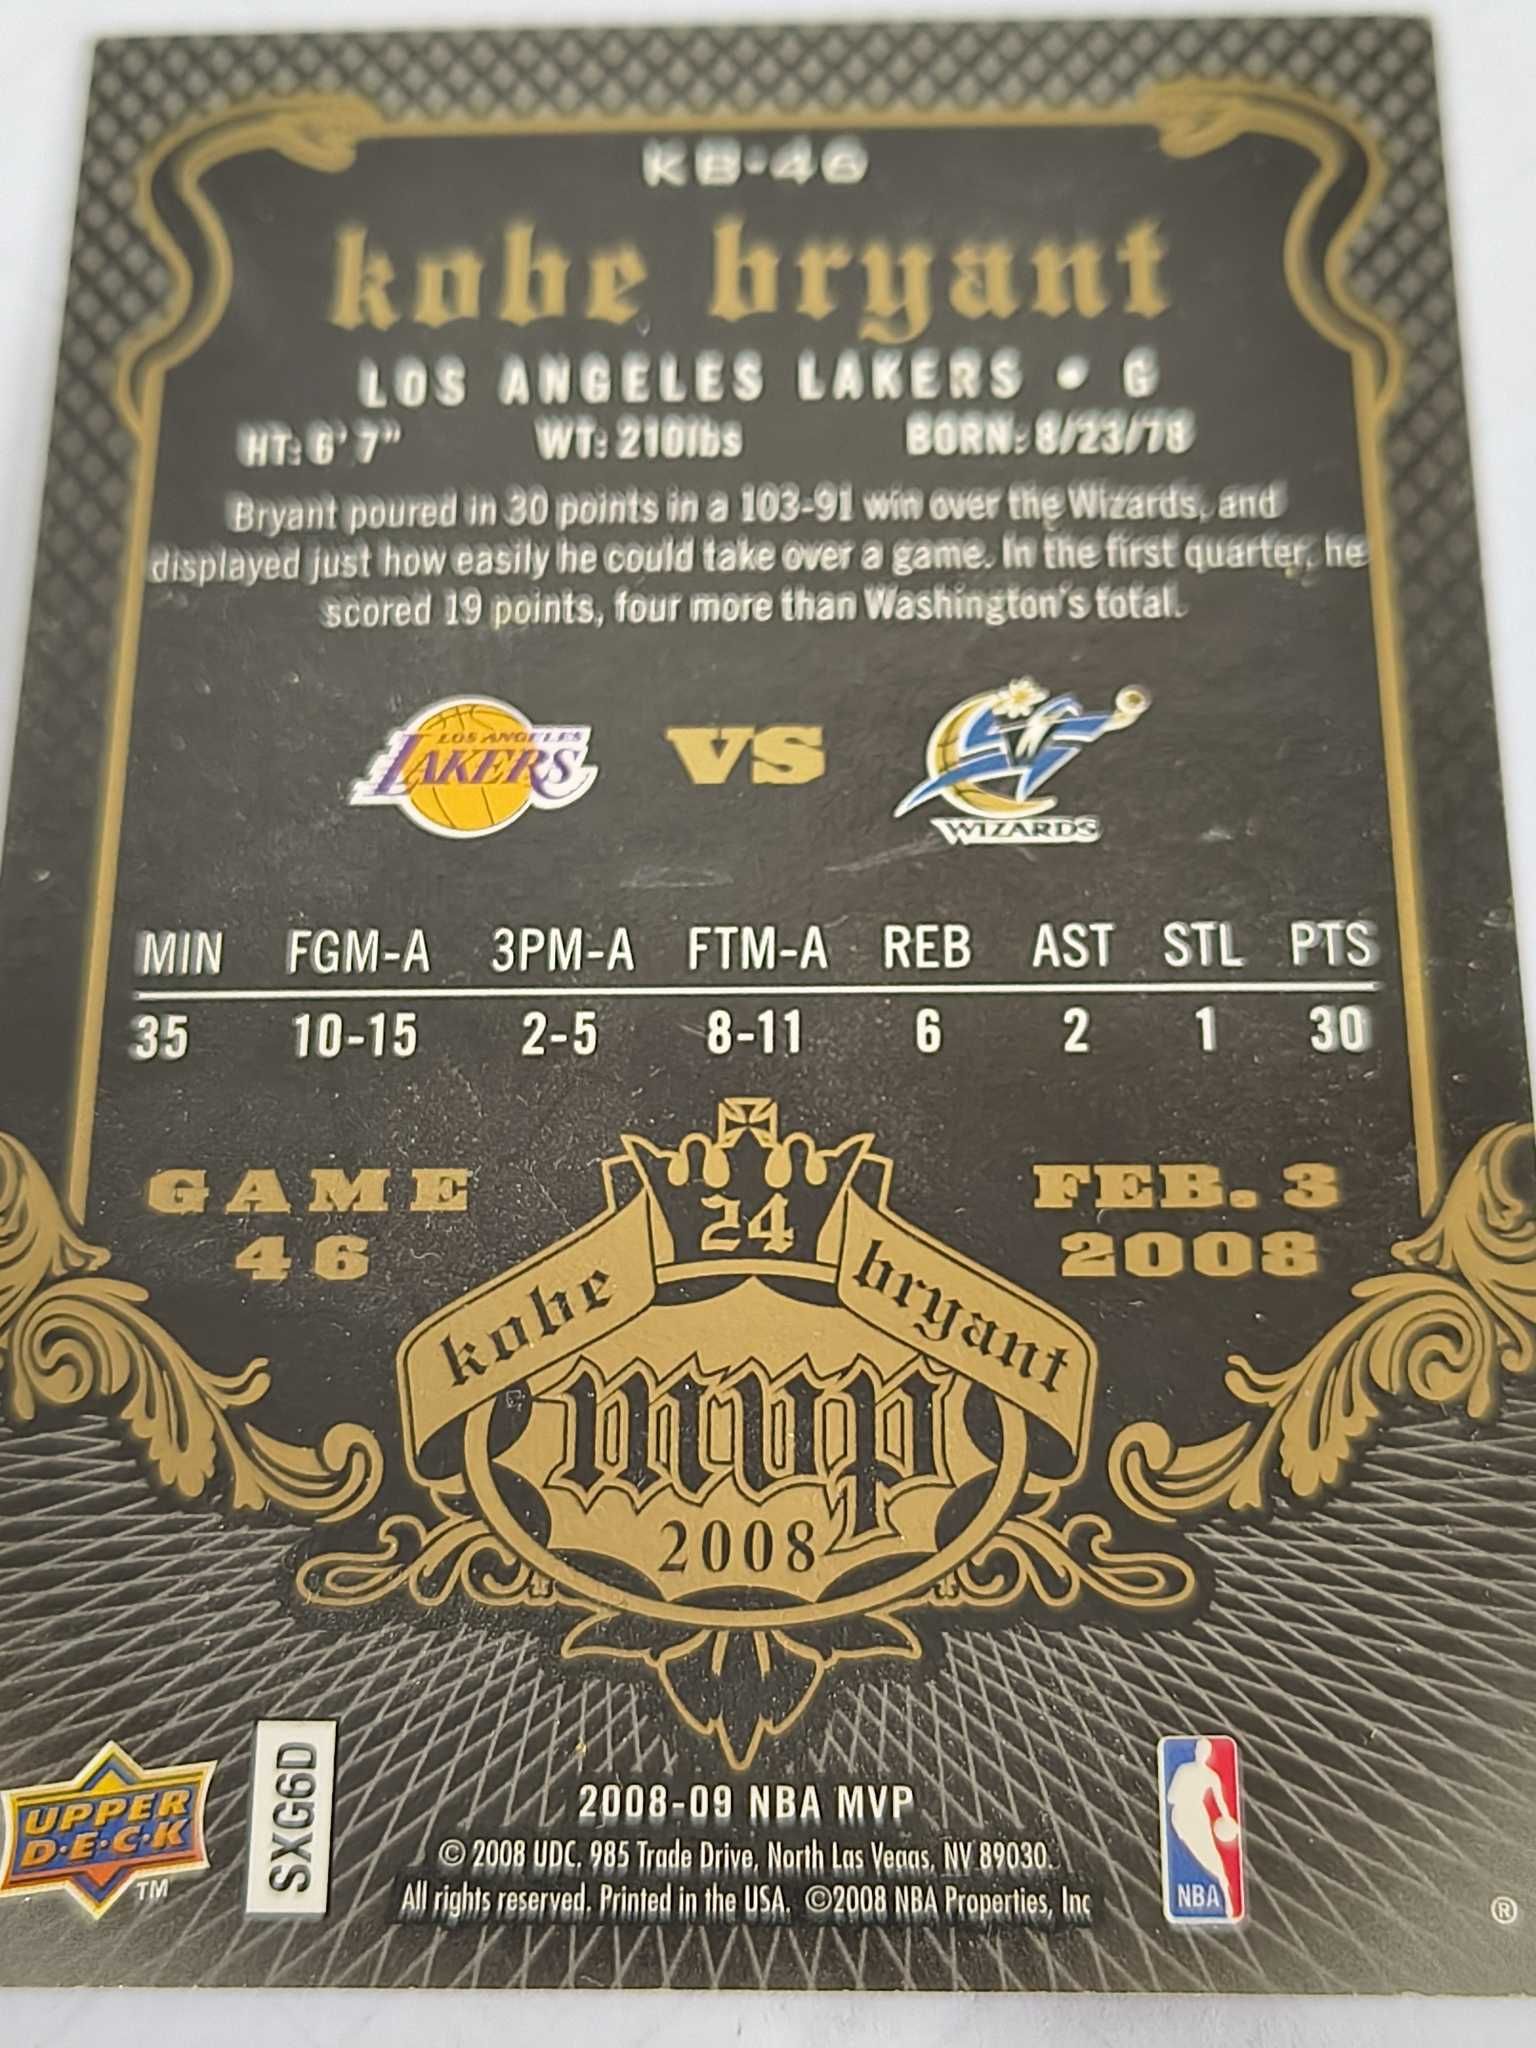 KB-46
kobe bryant
LOS ANGELES LAKERS • G
HT: 6' 7" WT: 210lbs BORN: 8/23/78
Bryant poured in 30 points in a 103-91 win over the Wizards, and
displayed just how easily he could take over a game. In the first quarter, he
scored 19 points, four more than Washington's total.
LOS ANGELES
LAKERS
VS
WIZARDS
MIN FGM-A 3PM-A FTM-A REB AST STL PTS
35 10-15 2-5 8-11 6 2 1 30
GAME
46
FEB. 3
2008
24
kobe bryant
mvp
2008
UPPER
D•E•C•K
TM
SXG6D
2008-09 NBA MVP
© 2008 UDC. 985 Trade Drive, North Las Vegas, NV 89030.
All rights reserved. Printed in the USA. ©2008 NBA Properties, Inc
NBA
®